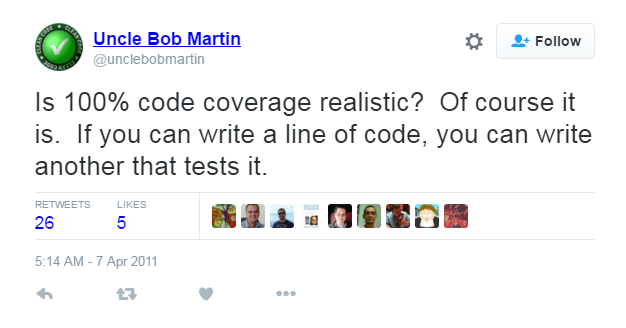 Uncle Bob Martin
@unclebobmartin
Follow
Is 100% code coverage realistic? Of course it
is. If you can write a line of code, you can write
another that tests it.
RETWEETS LIKES
26 5
5:14 AM - 7 Apr 2011